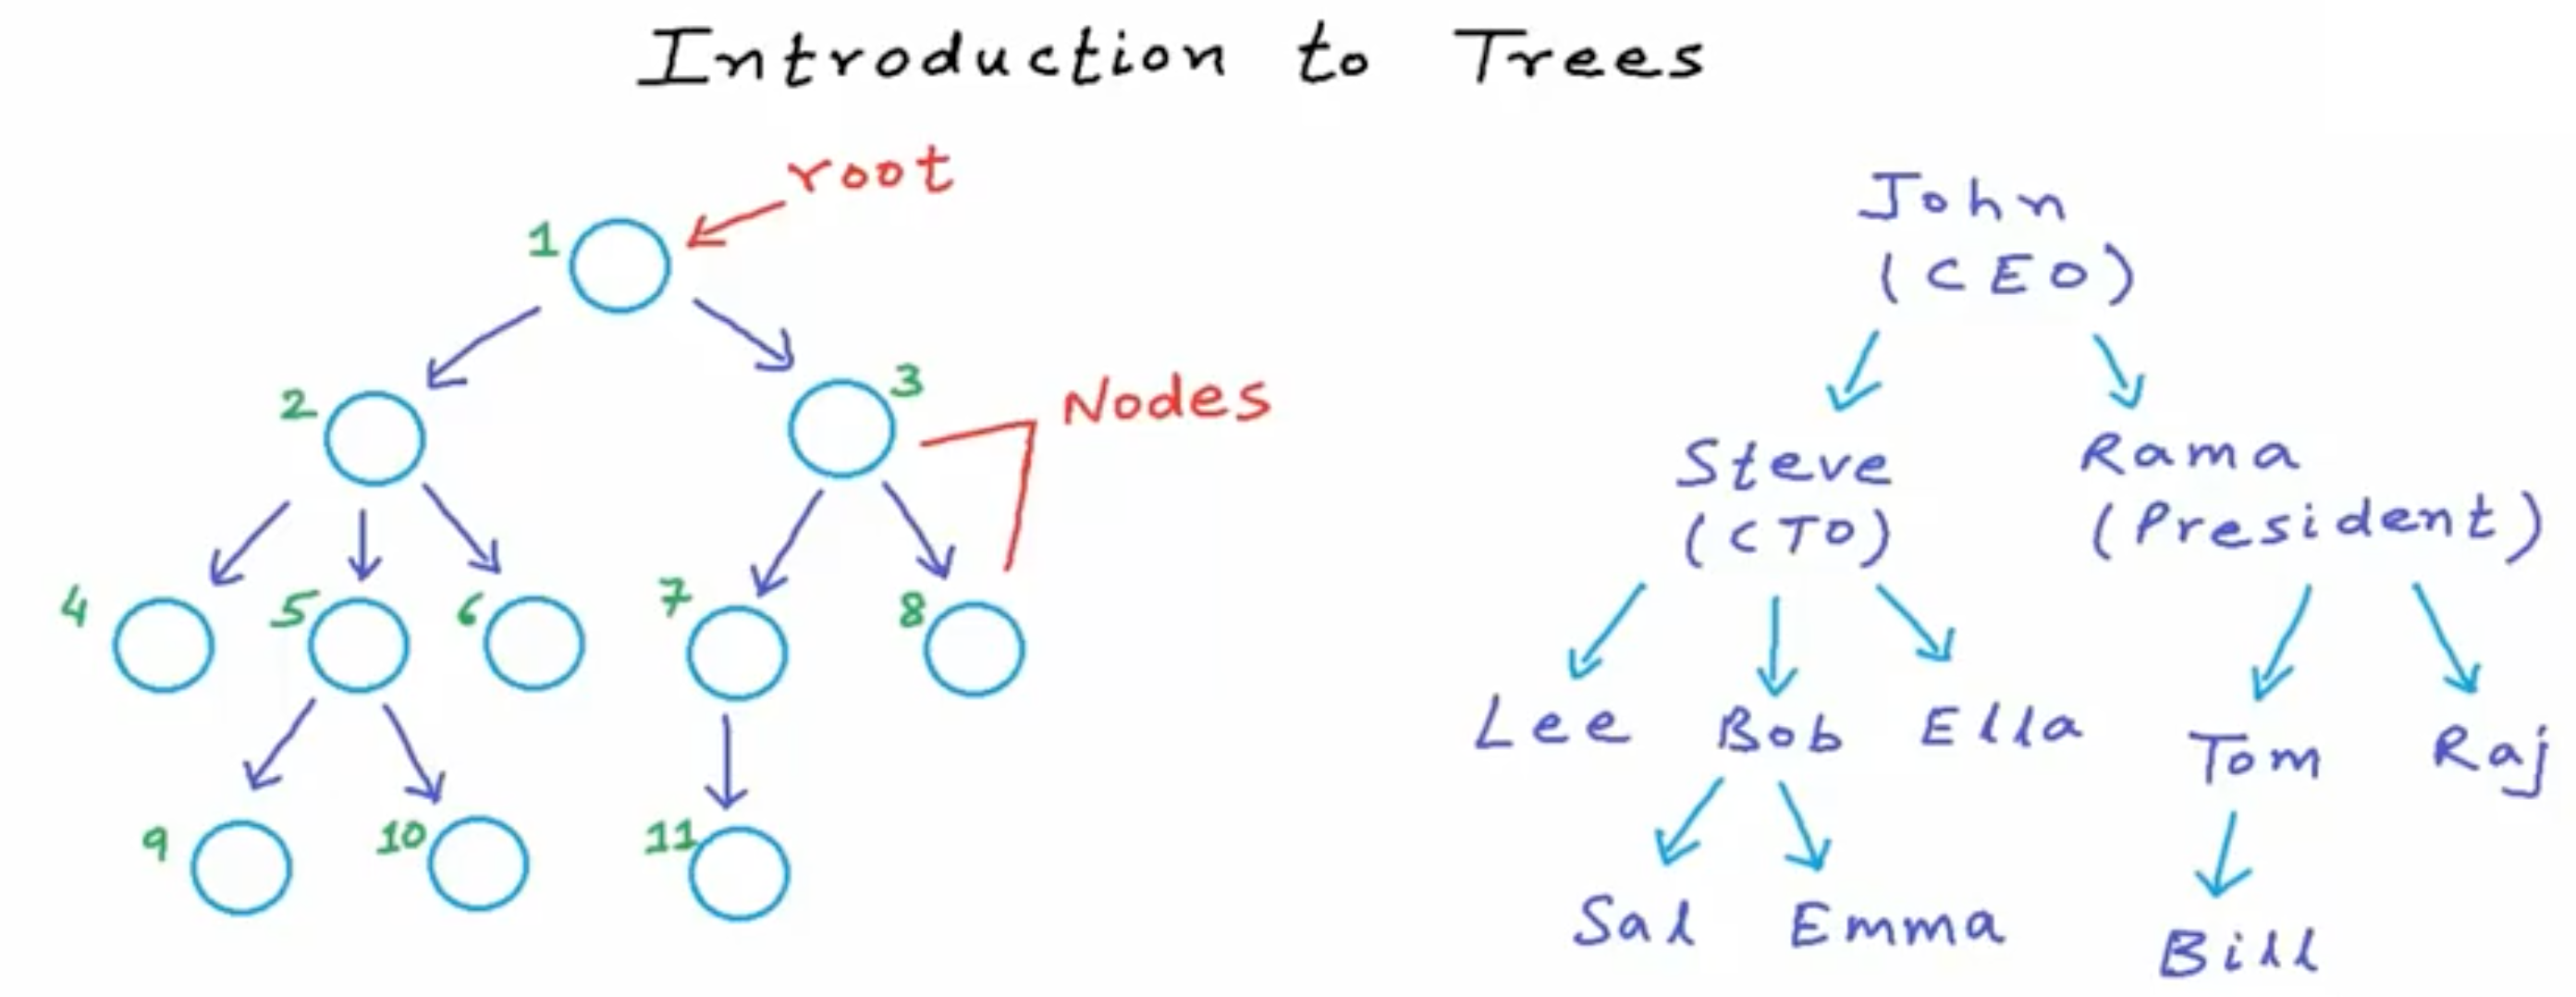 Introduction to Trees
root
1
2
3
Nodes
4
5
6
7
8
9
10
11
John
(CEO)
Steve
(CTO)
Rama
(President)
Lee
Bob
Ella
Tom
Raj
Sal
Emma
Bill